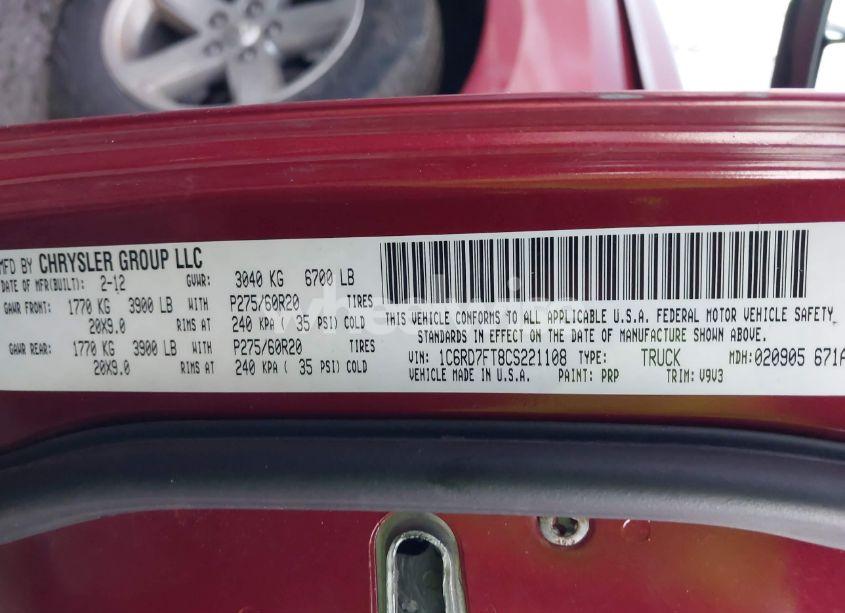 MFD BY CHRYSLER GROUP LLC
DATE OF MFR(BUILT): 2-12 GVWR: 3040 KG 6700 LB
GAWR FRONT: 1770 KG 3900 LB WITH P275/60R20 TIRES
20X9.0 RIMS AT 240 KPA ( 35 PSI) COLD
GAWR REAR: 1770 KG 3900 LB WITH P275/60R20 TIRES
20X9.0 RIMS AT 240 KPA ( 35 PSI) COLD
THIS VEHICLE CONFORMS TO ALL APPLICABLE U.S.A. FEDERAL MOTOR VEHICLE SAFETY
STANDARDS IN EFFECT ON THE DATE OF MANUFACTURE SHOWN ABOVE.
VIN: 1C6RD7FT8CS221108 TYPE: TRUCK MDH: 020905 671A
VEHICLE MADE IN U.S.A. PAINT: PRP TRIM: V9V3